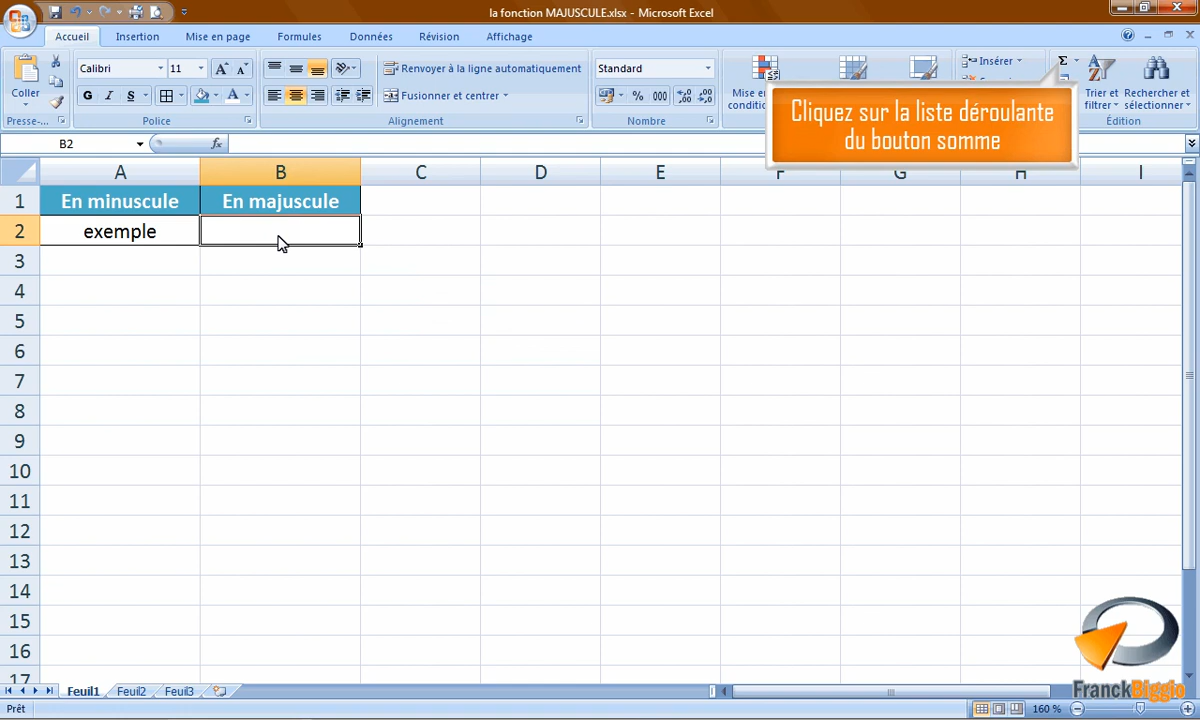 la fonction MAJUSCULE.xlsx - Microsoft Excel
Accueil Insertion Mise en page Formules Données Révision Affichage
Coller
Calibri 11
Renvoyer à la ligne automatiquement
Standard
Insérer
Σ
G I S
Fusionner et centrer
% 000
Trier et filtrer
Rechercher et sélectionner
Presse-... Police Alignement Nombre Édition
Cliquez sur la liste déroulante
du bouton somme
B2 fx
A B C D E F G H I
1 En minuscule En majuscule
2 exemple
3
4
5
6
7
8
9
10
11
12
13
14
15
16
17
FranckBiggio
Feuil1 Feuil2 Feuil3
Prêt 160 %